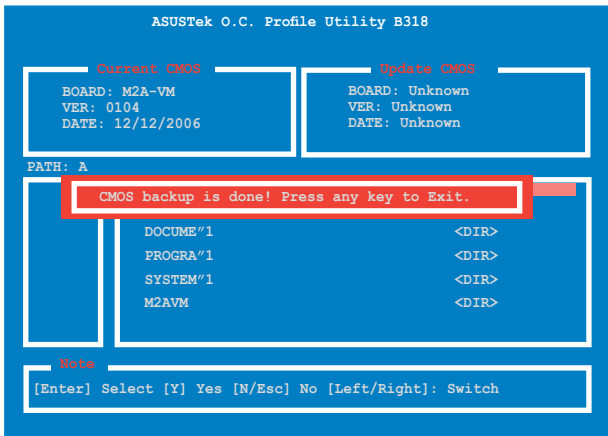 ASUSTek O.C. Profile Utility B318
Current CMOS
BOARD: M2A-VM
VER: 0104
DATE: 12/12/2006
Update CMOS
BOARD: Unknown
VER: Unknown
DATE: Unknown
PATH: A
CMOS backup is done! Press any key to Exit.
DOCUME"1 <DIR>
PROGRA"1 <DIR>
SYSTEM"1 <DIR>
M2AVM <DIR>
Note
[Enter] Select [Y] Yes [N/Esc] No [Left/Right]: Switch